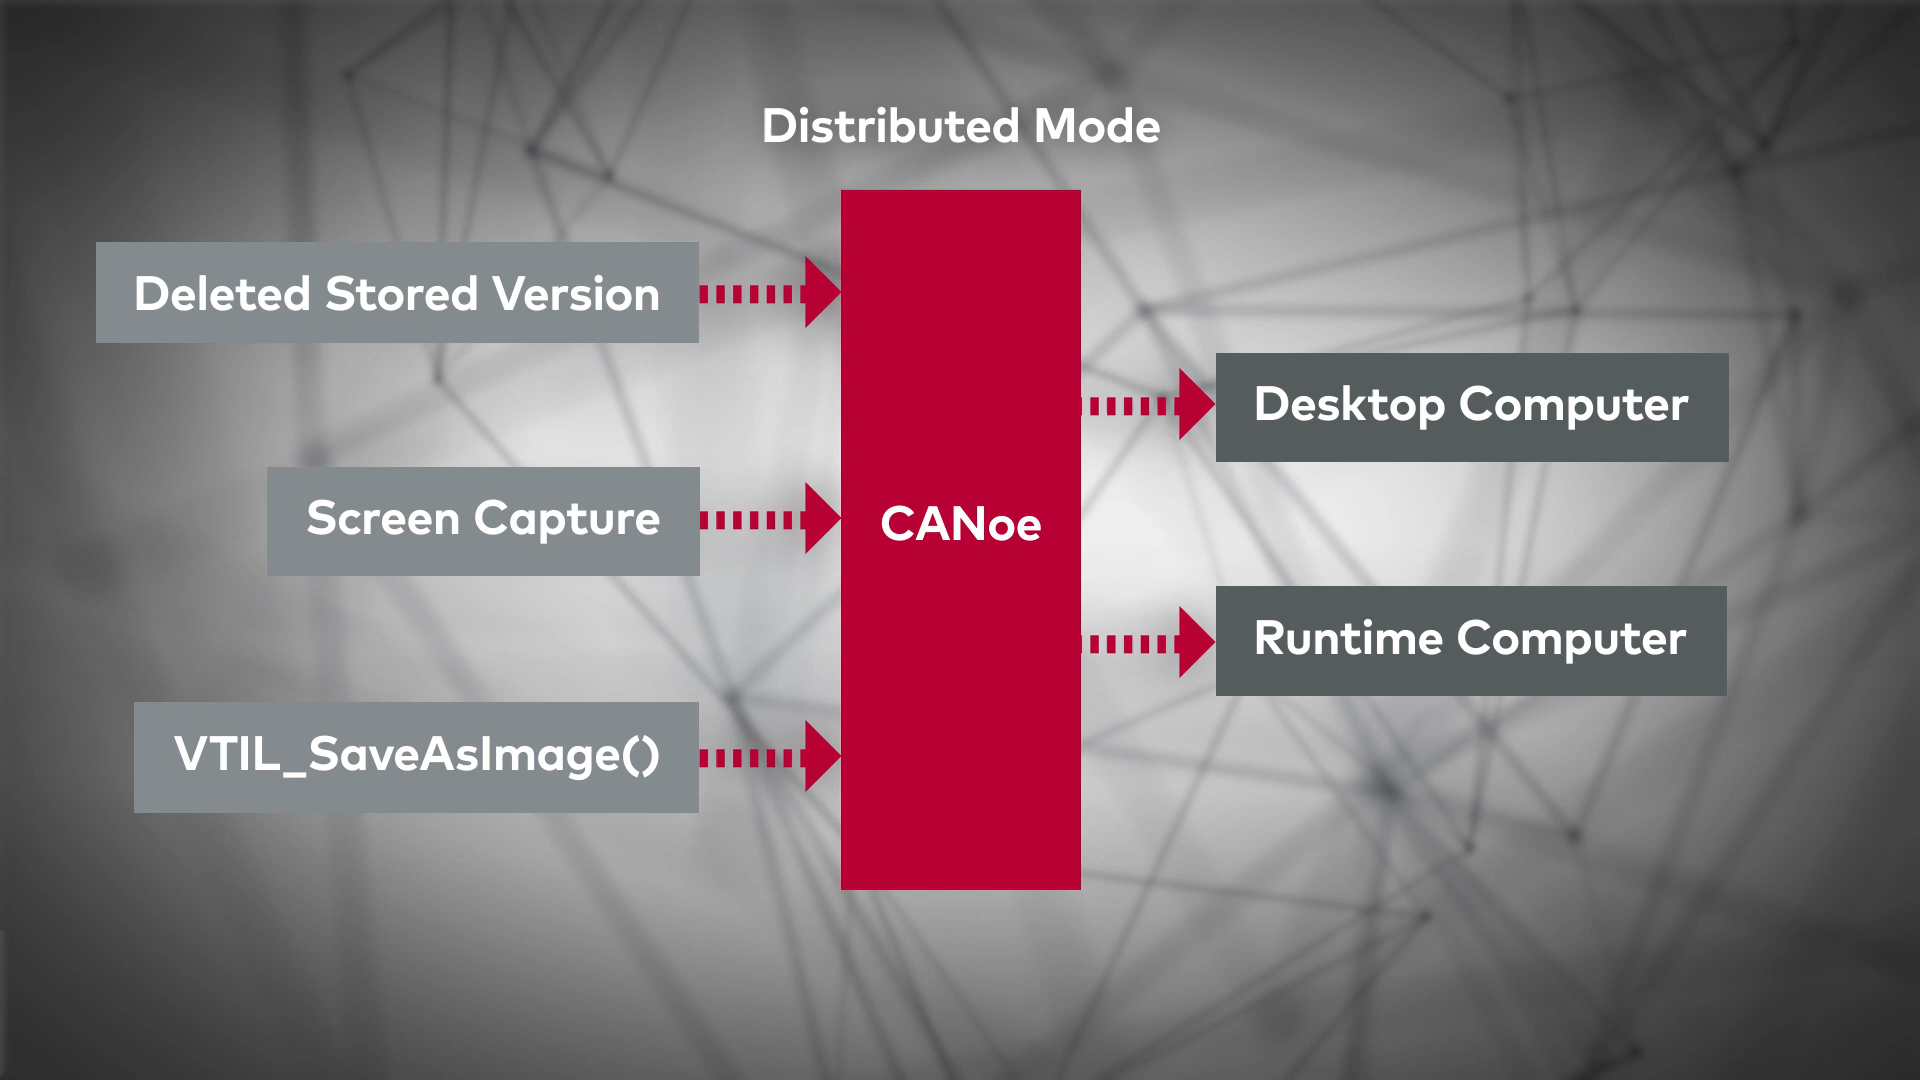 Distributed Mode
Deleted Stored Version
Screen Capture
VTIL_SaveAsImage()
CANoe
Desktop Computer
Runtime Computer